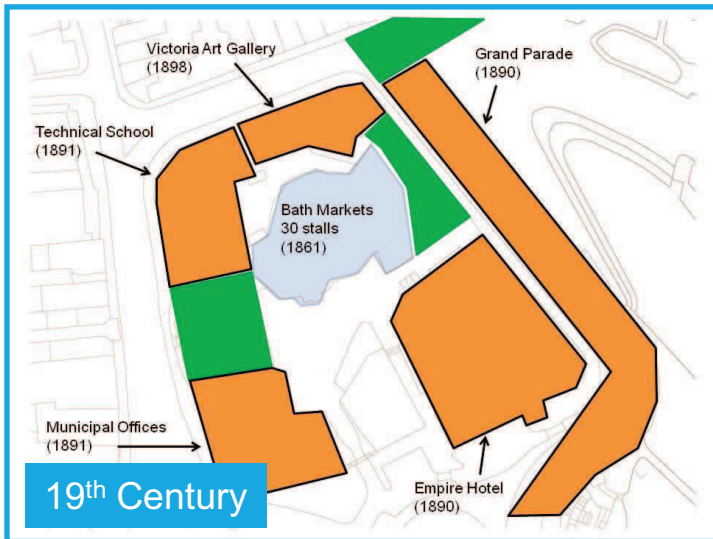 Victoria Art Gallery
(1898)
Grand Parade
(1890)
Technical School
(1891)
Bath Markets
30 stalls
(1861)
Municipal Offices
(1891)
Empire Hotel
(1890)
19th Century